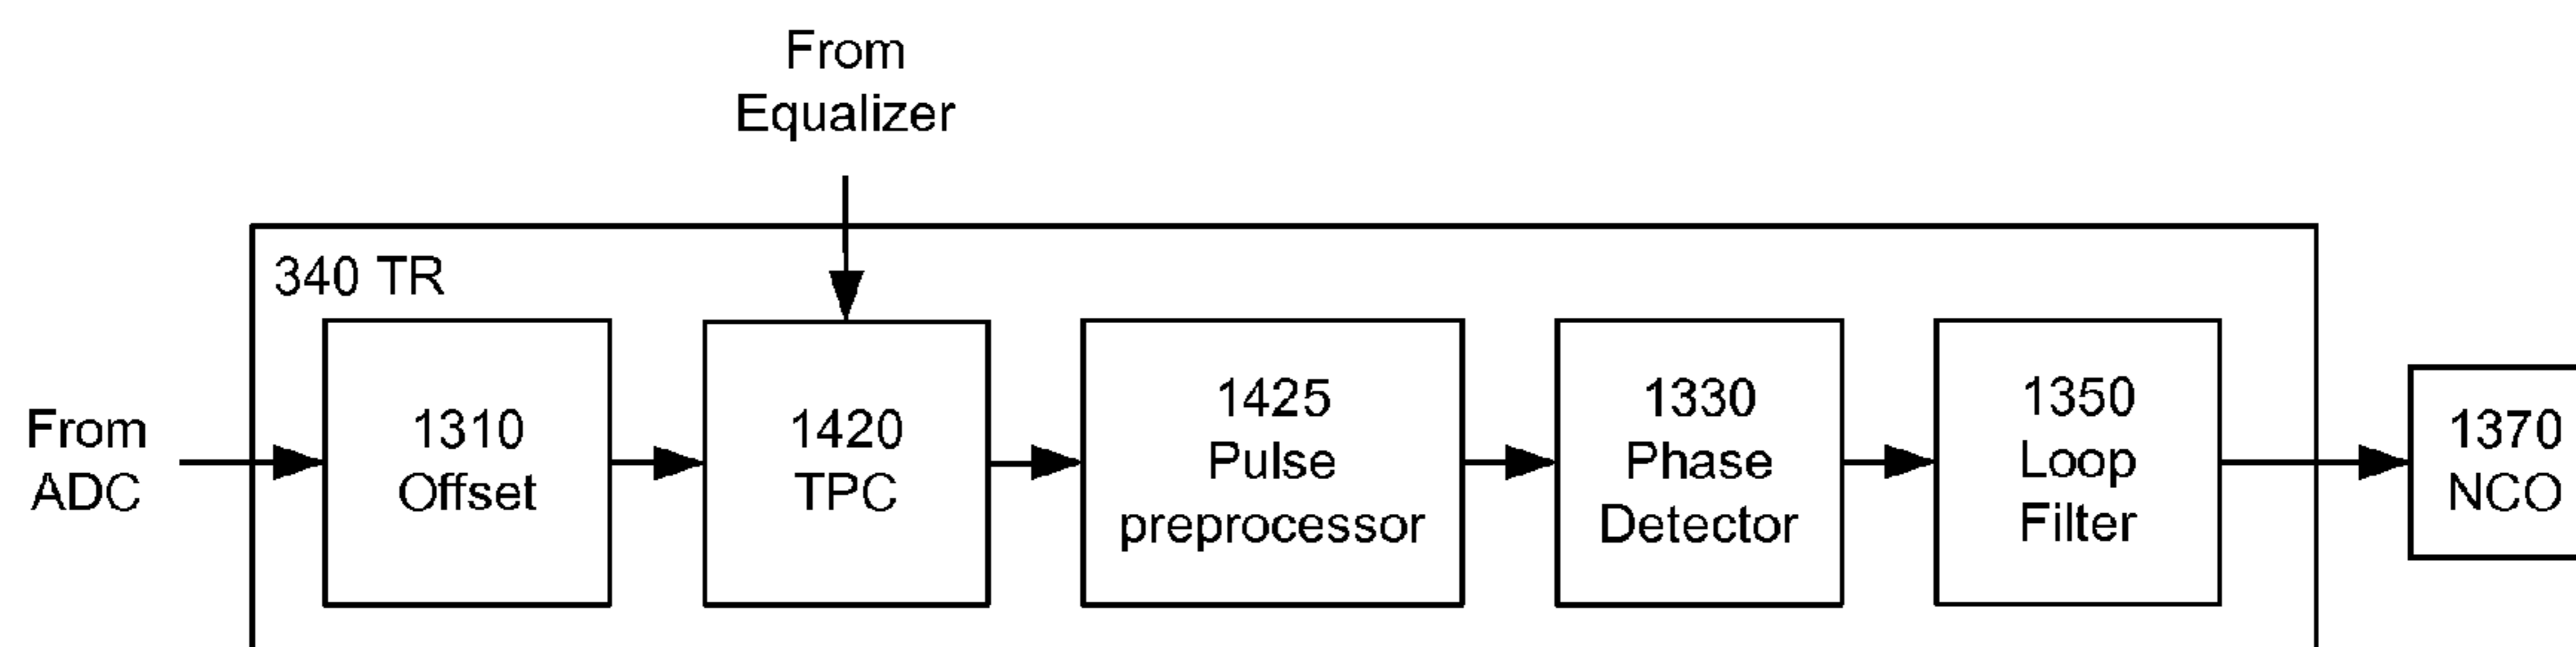 From
Equalizer
340 TR
From
ADC
1310
Offset
1420
TPC
1425
Pulse
preprocessor
1330
Phase
Detector
1350
Loop
Filter
1370
NCO